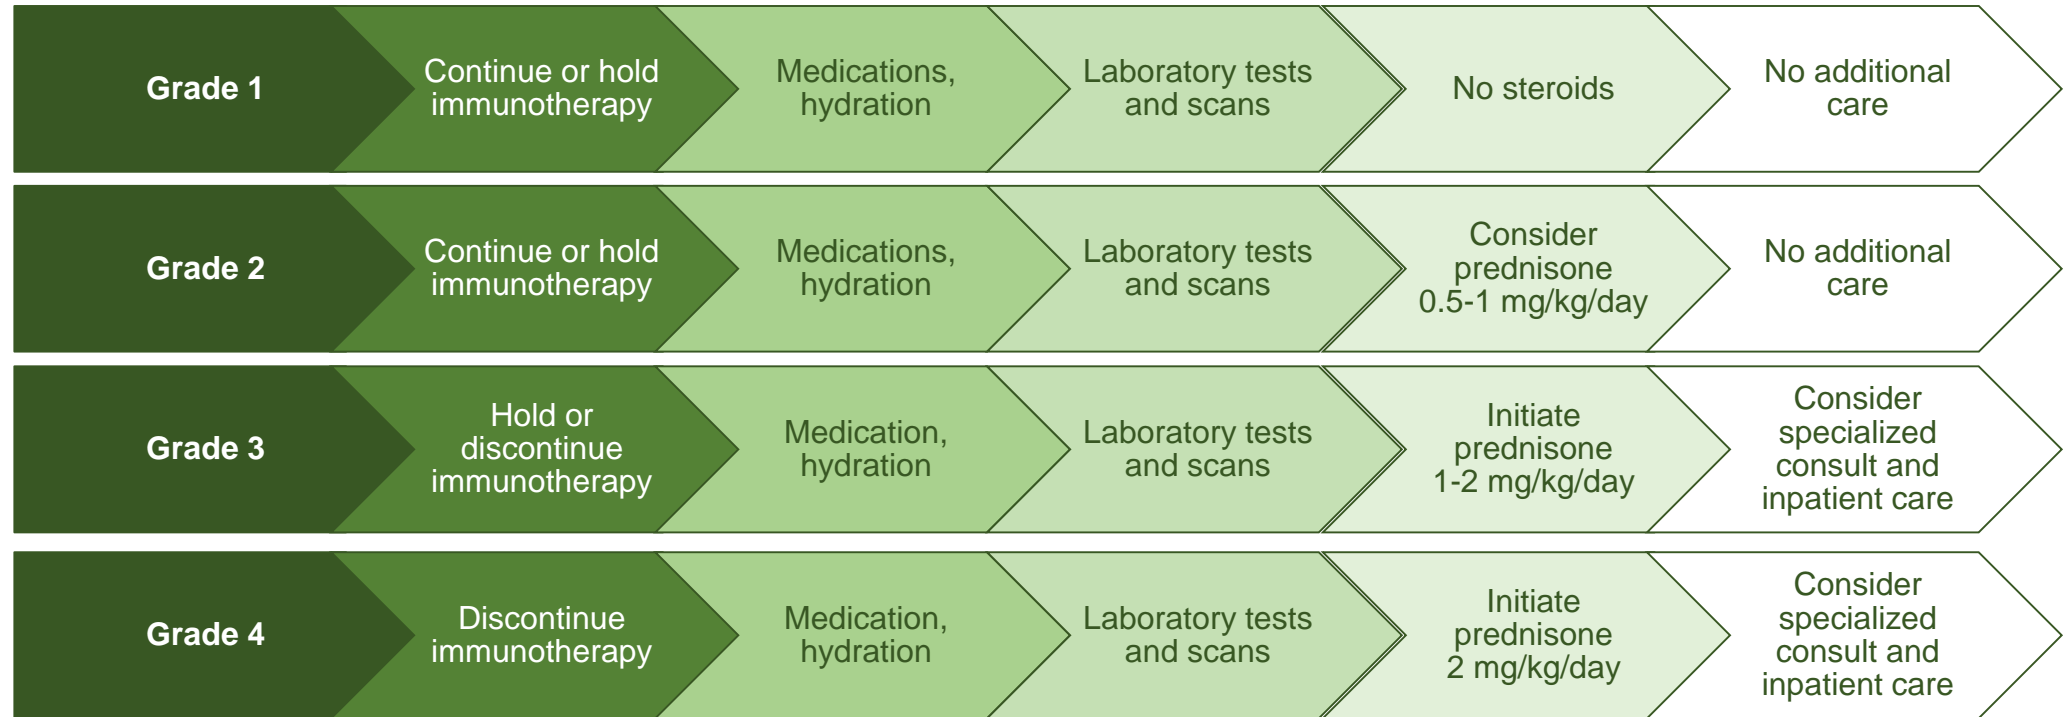 Grade 1
Continue or hold
immunotherapy
Medications,
hydration
Laboratory tests
and scans
No steroids
No additional
care
Grade 2
Continue or hold
immunotherapy
Medications,
hydration
Laboratory tests
and scans
Consider
prednisone
0.5-1 mg/kg/day
No additional
care
Grade 3
Hold or
discontinue
immunotherapy
Medication,
hydration
Laboratory tests
and scans
Initiate
prednisone
1-2 mg/kg/day
Consider
specialized
consult and
inpatient care
Grade 4
Discontinue
immunotherapy
Medication,
hydration
Laboratory tests
and scans
Initiate
prednisone
2 mg/kg/day
Consider
specialized
consult and
inpatient care